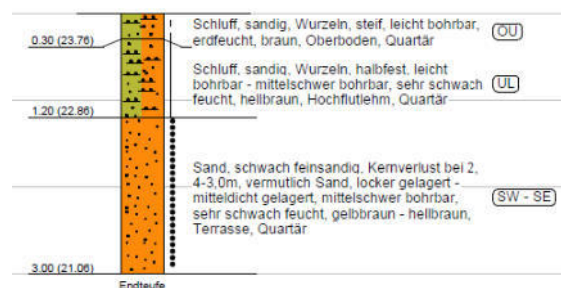 Schluff, sandig, Wurzeln, steif, leicht bohrbar,
erdfeucht, braun, Oberboden, Quartär
OU
0.30 (23.76)
Schluff, sandig, Wurzeln, halbfest, leicht
bohrbar - mittelschwer bohrbar, sehr schwach
feucht, hellbraun, Hochflutlehm, Quartär
UL
1.20 (22.86)
Sand, schwach feinsandig, Kernverlust bei 2,
4-3,0m, vermutlich Sand, locker gelagert -
mitteldicht gelagert, mittelschwer bohrbar,
sehr schwach feucht, gelbbraun - hellbraun,
Terrasse, Quartär
SW - SE
3.00 (21.06)
Endteufe